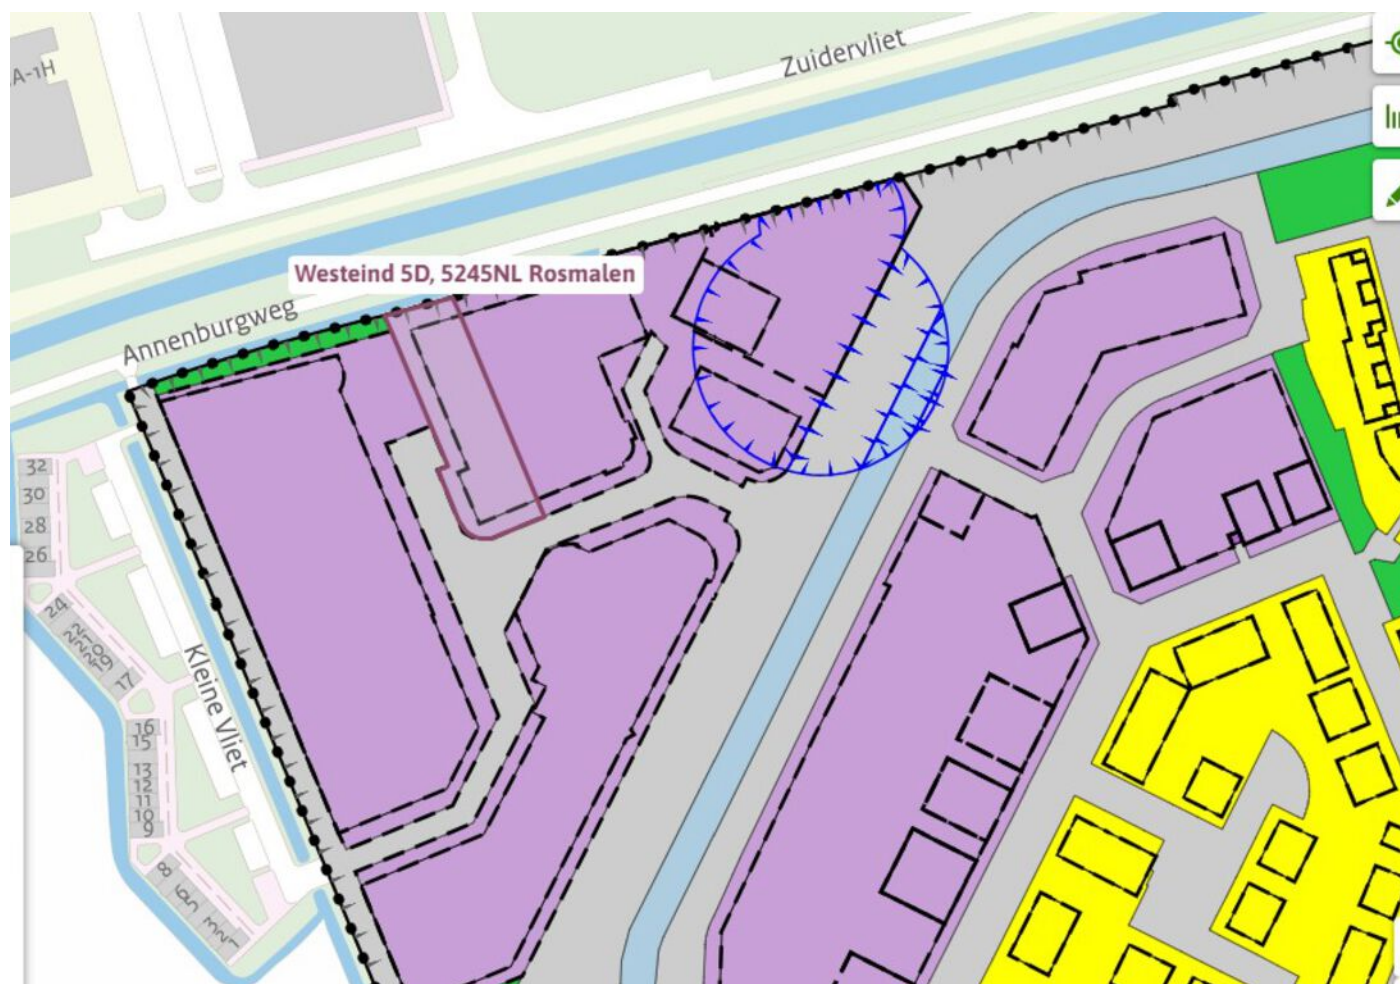 A-1H
Zuidervliet
Westeind 5D, 5245NL Rosmalen
Annenburgweg
32
30
28
26
24
17
Kleine Vliet
16
15
13
12
11
10
9
8